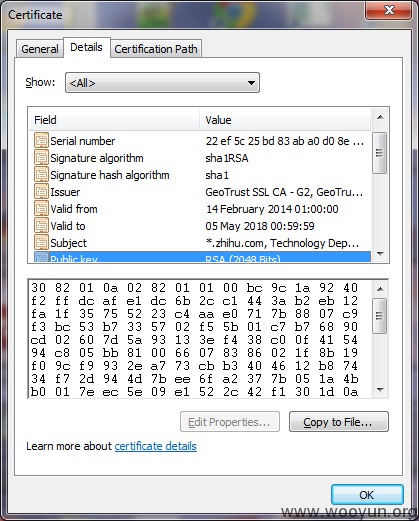 Certificate
General Details Certification Path
Show: <All>
Field Value
Serial number 22 ef 5c 25 bd 83 ab a0 d0 8e ...
Signature algorithm sha1RSA
Signature hash algorithm sha1
Issuer GeoTrust SSL CA - G2, GeoTru...
Valid from 14 February 2014 01:00:00
Valid to 05 May 2018 00:59:59
Subject *.zhihu.com, Technology Dep...
Public key RSA (2048 Bits)
30 82 01 0a 02 82 01 01 00 bc 9c 1a 92 40
f2 ff dc af e1 dc 6b 2c c1 44 3a b2 eb 12
fa 1f 35 75 52 23 c4 aa e0 71 7b 88 07 c9
f3 bc 53 b7 33 57 02 f5 5b 01 c7 b7 68 90
cd 02 60 7d 5a 93 13 3e f4 38 c0 0f 41 54
94 c8 05 bb 81 00 66 07 83 86 02 1f 8b 19
f0 9c f9 93 2e a7 73 cb b3 40 46 12 b8 74
34 f7 2d 94 4d 7b ee 6f a2 37 7b 05 1a 4b
b0 01 7e ec 5e 09 e1 52 2c 42 f1 30 1d 0a
Edit Properties... Copy to File...
Learn more about certificate details
OK
www.wooyun.org